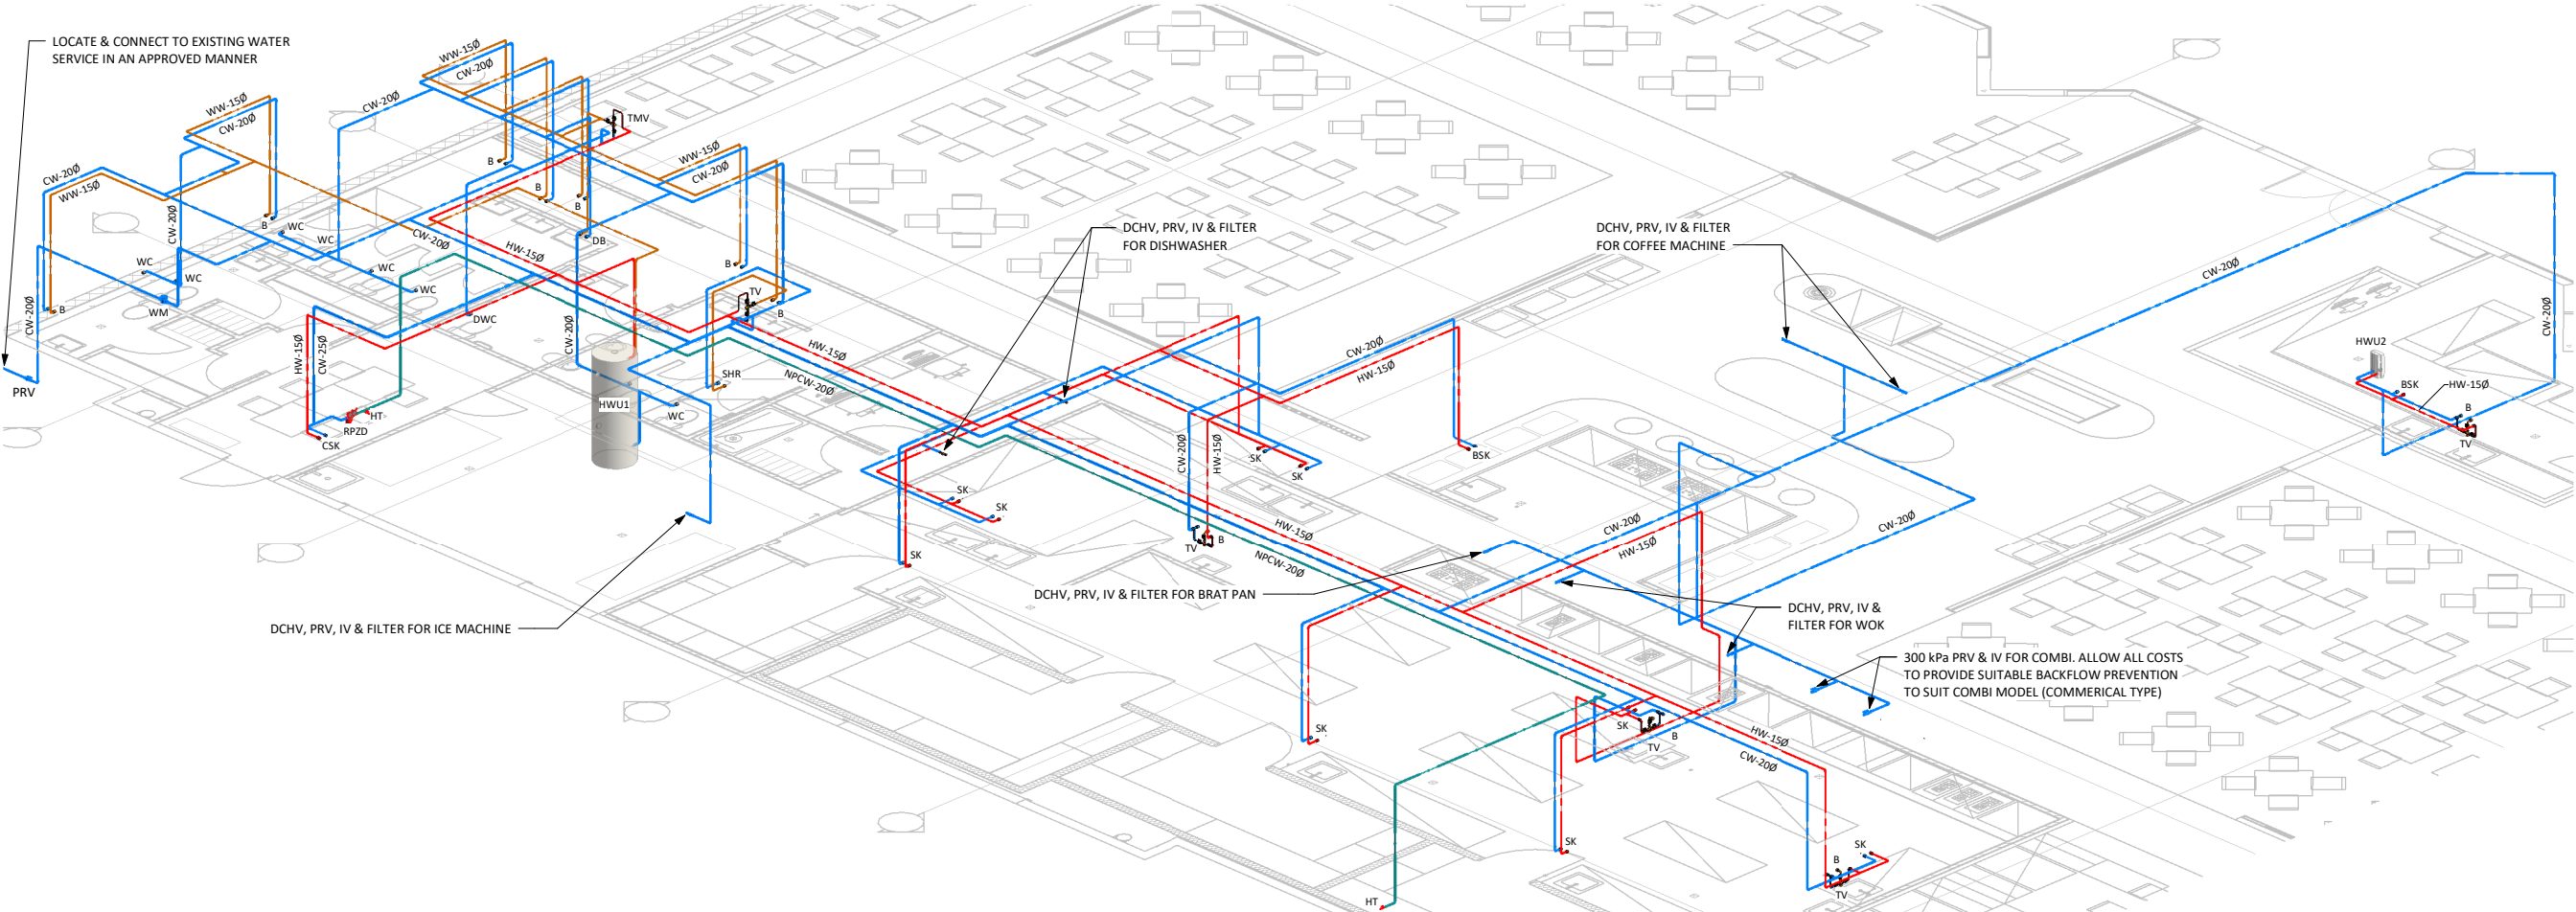 LOCATE & CONNECT TO EXISTING WATER
SERVICE IN AN APPROVED MANNER
WW-15Ø
CW-20Ø
CW-20Ø
WW-15Ø
CW-20Ø
TMV
CW-20Ø
WW-15Ø
CW-20Ø
B
B
B
WW-15Ø
CW-20Ø
B
WC
WC
CW-20Ø
CW-20Ø
DB
WC
WC
WC
WC
HW-15Ø
B
WM
CW-20Ø
B
TV
B
DWC
PRV
HW-15Ø
CW-25Ø
CW-20Ø
HT
RPZD
CSK
HWU1
SHR
WC
NPCW-20Ø
HW-15Ø
DCHV, PRV, IV & FILTER
FOR DISHWASHER
DCHV, PRV, IV & FILTER
FOR COFFEE MACHINE
CW-20Ø
CW-20Ø
CW-20Ø
HW-15Ø
HWU2
BSK
HW-15Ø
B
TV
CW-20Ø
HW-15Ø
SK
SK
BSK
SK
SK
SK
TV
B
HW-15Ø
NPCW-20Ø
CW-20Ø
HW-15Ø
CW-20Ø
DCHV, PRV, IV & FILTER FOR BRAT PAN
DCHV, PRV, IV & FILTER FOR ICE MACHINE
DCHV, PRV, IV &
FILTER FOR WOK
300 kPa PRV & IV FOR COMBI. ALLOW ALL COSTS
TO PROVIDE SUITABLE BACKFLOW PREVENTION
TO SUIT COMBI MODEL (COMMERICAL TYPE)
SK
SK
TV
B
HW-15Ø
CW-20Ø
SK
SK
B
TV
HT